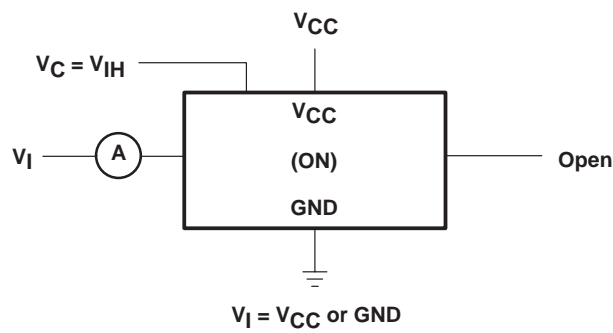 VCC
VC = VIH
VCC
VI
A
(ON)
Open
GND
VI = VCC or GND